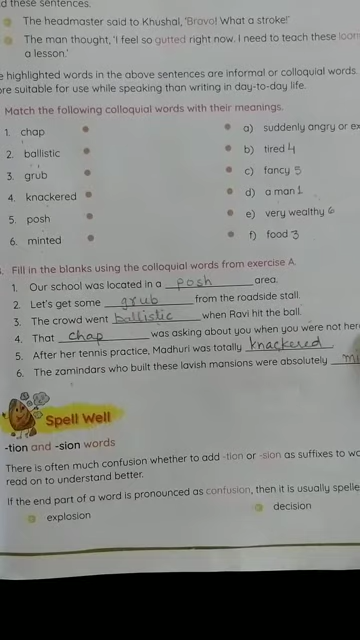 d these sentences.
The headmaster said to Khushal, 'Bravo! What a stroke!'
The man thought, 'I feel so gutted right now. I need to teach these
a lesson.'
highlighted words in the above sentences are informal or colloquial words.
re suitable for use while speaking than writing in day-to-day life.
Match the following colloquial words with their meanings.
1. chap
a) suddenly angry or
2. ballistic
b) tired 4
3. grub
c) fancy 5
4. knackered
d) a man 1
5. posh
e) very wealthy 6
6. minted
f) food 3
Fill in the blanks using the colloquial words from exercise A.
1. Our school was located in a posh area.
2. Let's get some grub from the roadside stall.
3. The crowd went ballistic when Ravi hit the ball.
4. That chap was asking about you when you were not
5. After her tennis practice, Madhuri was totally knackered
6. The zamindars who built these lavish mansions were absolutely mi
Spell Well
-tion and -sion words
There is often much confusion whether to add -tion or -sion as suffixes to
read on to understand better.
If the end part of a word is pronounced as confusion, then it is usually
explosion
decision